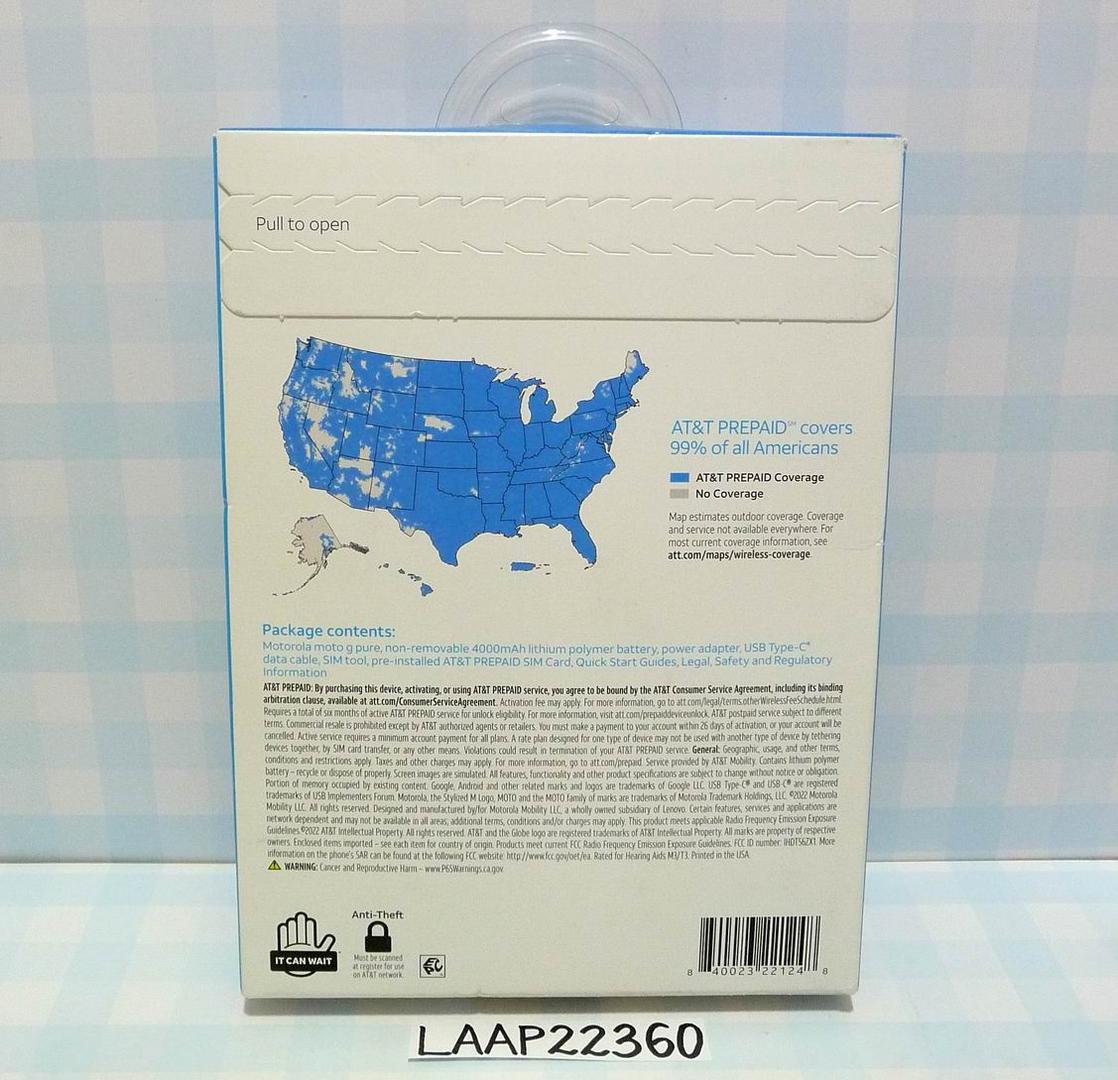 Pull to open
AT&T PREPAID℠ covers
99% of all Americans
AT&T PREPAID Coverage
No Coverage
Map estimates outdoor coverage. Coverage
and service not available everywhere. For
most current coverage information, see
att.com/maps/wireless-coverage.
Package contents:
Motorola moto g pure, non-removable 4000mAh lithium polymer battery, power adapter, USB Type-C®
data cable, SIM tool, pre-installed AT&T PREPAID SIM Card, Quick Start Guides, Legal, Safety and Regulatory
Information
AT&T PREPAID: By purchasing this device, activating, or using AT&T PREPAID service, you agree to be bound by the AT&T Consumer Service Agreement, including its binding
arbitration clause, available at att.com/ConsumerServiceAgreement. Activation fee may apply. For more information, go to att.com/legal/terms.otherWirelessFeeSchedule.html.
Requires a total of six months of active AT&T PREPAID service for unlock eligibility. For more information, visit att.com/prepaiddeviceunlock. AT&T postpaid service subject to different
terms. Commercial resale is prohibited except by AT&T authorized agents or retailers. You must make a payment to your account within 26 days of activation, or your account will be
cancelled. Active service requires a minimum account payment for all plans. A rate plan designed for one type of device may not be used with another type of device by tethering
devices together, by SIM card transfer, or any other means. Violations could result in termination of your AT&T PREPAID service. General: Geographic, usage, and other terms,
conditions and restrictions apply. Taxes and other charges may apply. For more information, go to att.com/prepaid. Service provided by AT&T Mobility. Contains lithium polymer
battery – recycle or dispose of properly. Screen images are simulated. All features, functionality and other product specifications are subject to change without notice or obligation.
Portion of memory occupied by existing content. Google, Android and other related marks and logos are trademarks of Google LLC. USB Type-C® and USB-C® are registered
trademarks of USB Implementers Forum. Motorola, the Stylized M Logo, MOTO and the MOTO family of marks are trademarks of Motorola Trademark Holdings, LLC. ©2022 Motorola
Mobility LLC. All rights reserved. Designed and manufactured by/for Motorola Mobility LLC, a wholly owned subsidiary of Lenovo. Certain features, services and applications are
network dependent and may not be available in all areas; additional terms, conditions and/or charges may apply. This product meets applicable Radio Frequency Emission Exposure
Guidelines.©2022 AT&T Intellectual Property. All rights reserved. AT&T and the Globe logo are registered trademarks of AT&T Intellectual Property. All marks are property of respective
owners. Enclosed items imported – see each item for country of origin. Products meet current FCC Radio Frequency Emission Exposure Guidelines. FCC ID number: IHDT56ZX1. More
information on the phone's SAR can be found at the following FCC website: http://www.fcc.gov/oet/ea. Rated for Hearing Aids M3/T3. Printed in the USA.
WARNING: Cancer and Reproductive Harm – www.P65Warnings.ca.gov.
IT CAN WAIT
Anti-Theft
Must be scanned
at register for use
on AT&T network.
8 40023 22124 8
LAAP22360